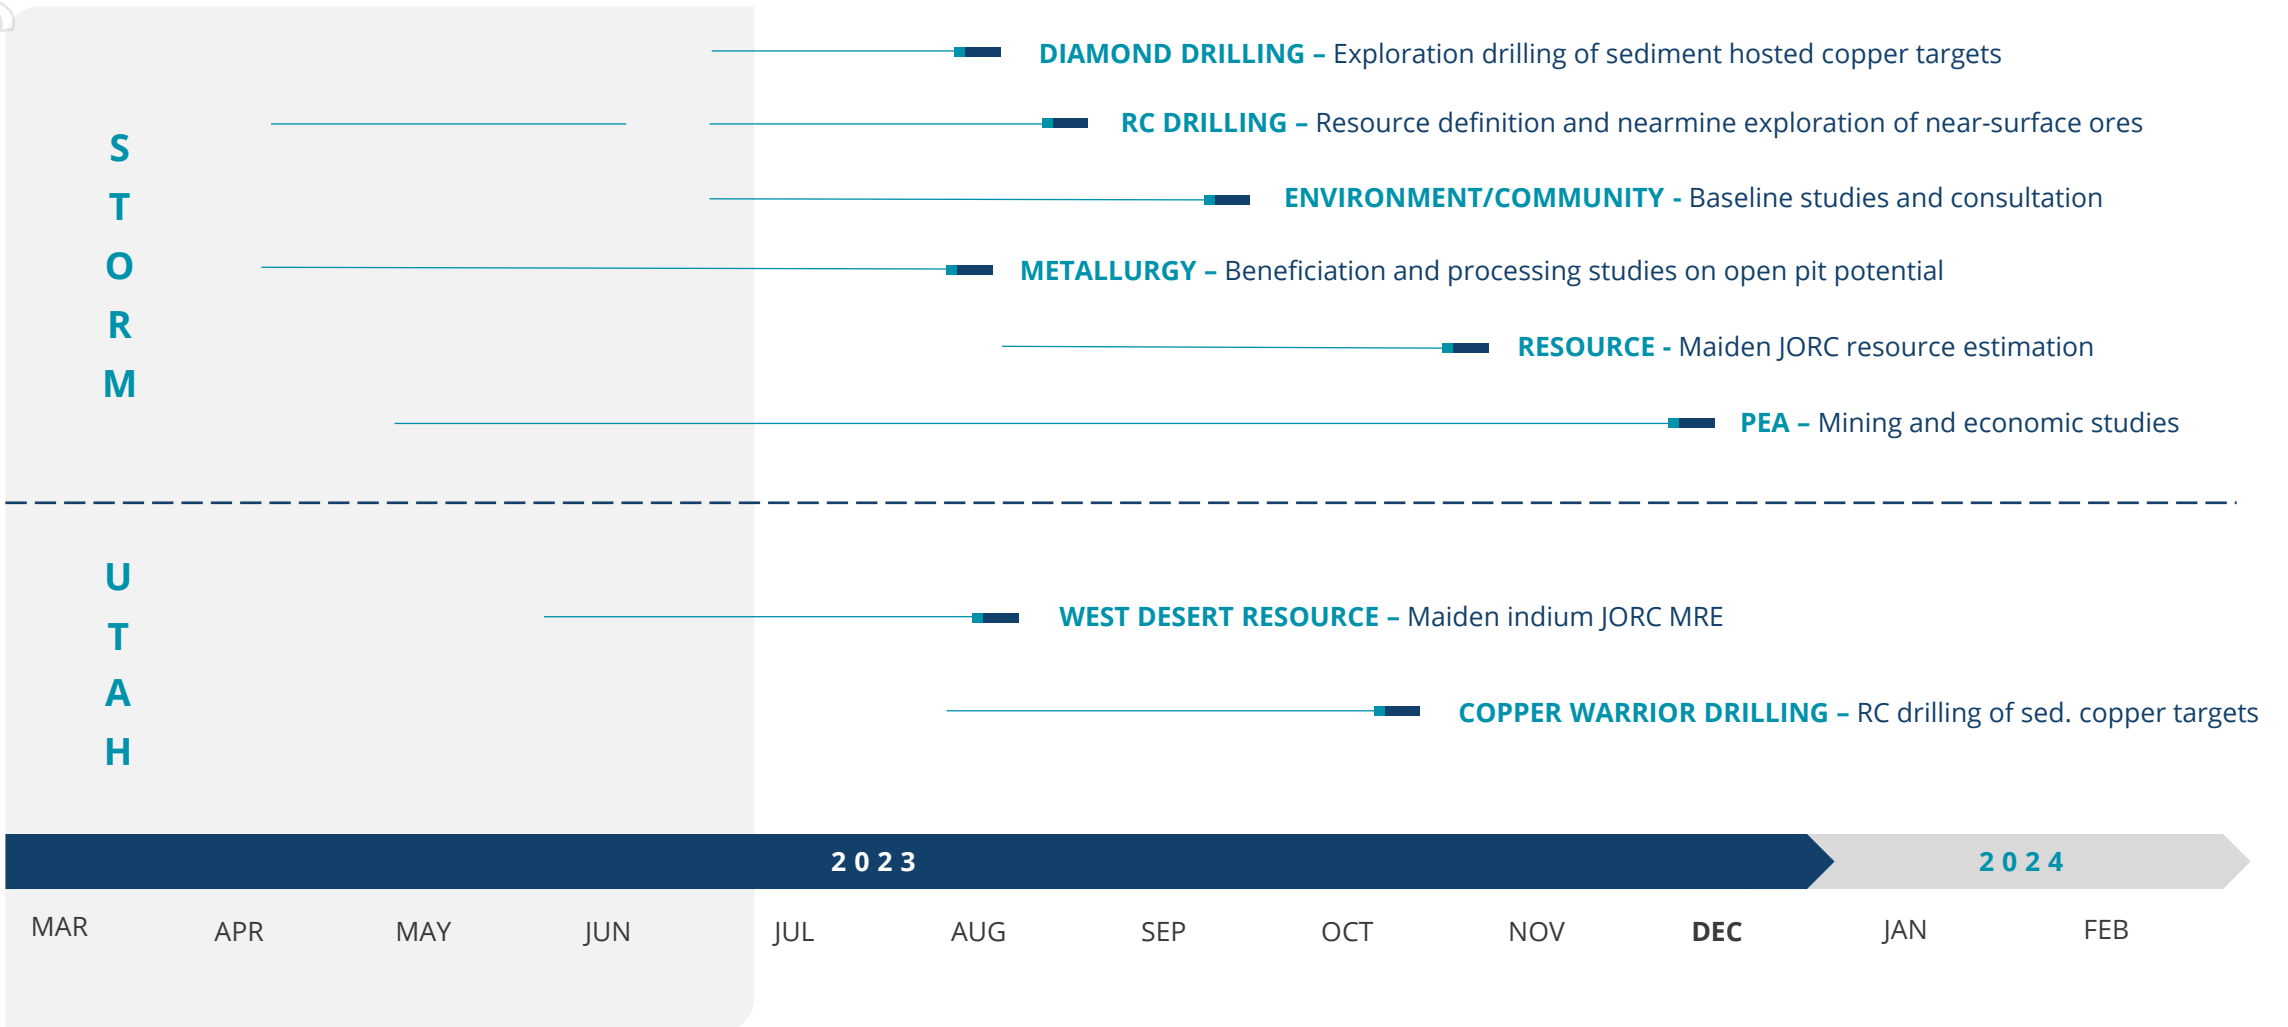 STORM
DIAMOND DRILLING – Exploration drilling of sediment hosted copper targets
RC DRILLING – Resource definition and nearmine exploration of near-surface ores
ENVIRONMENT/COMMUNITY - Baseline studies and consultation
METALLURGY – Beneficiation and processing studies on open pit potential
RESOURCE - Maiden JORC resource estimation
PEA – Mining and economic studies
UTAH
WEST DESERT RESOURCE – Maiden indium JORC MRE
COPPER WARRIOR DRILLING – RC drilling of sed. copper targets
2023 2024
MAR APR MAY JUN JUL AUG SEP OCT NOV DEC JAN FEB